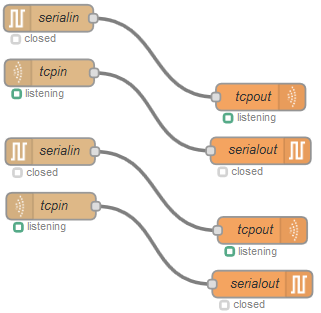 serialin
closed
tcpin
listening
tcpout
listening
serialout
closed
serialin
closed
tcpin
listening
tcpout
listening
serialout
closed